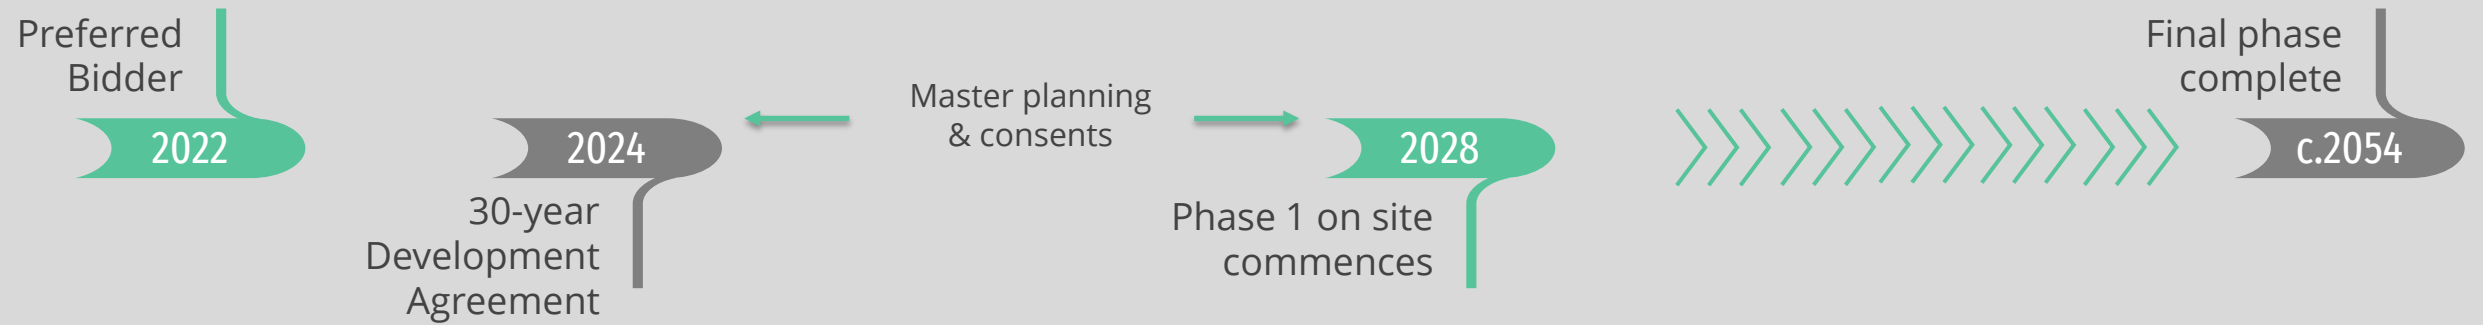 Preferred
Bidder
2022
2024
30-year
Development
Agreement
Master planning
& consents
2028
Phase 1 on site
commences
Final phase
complete
c.2054